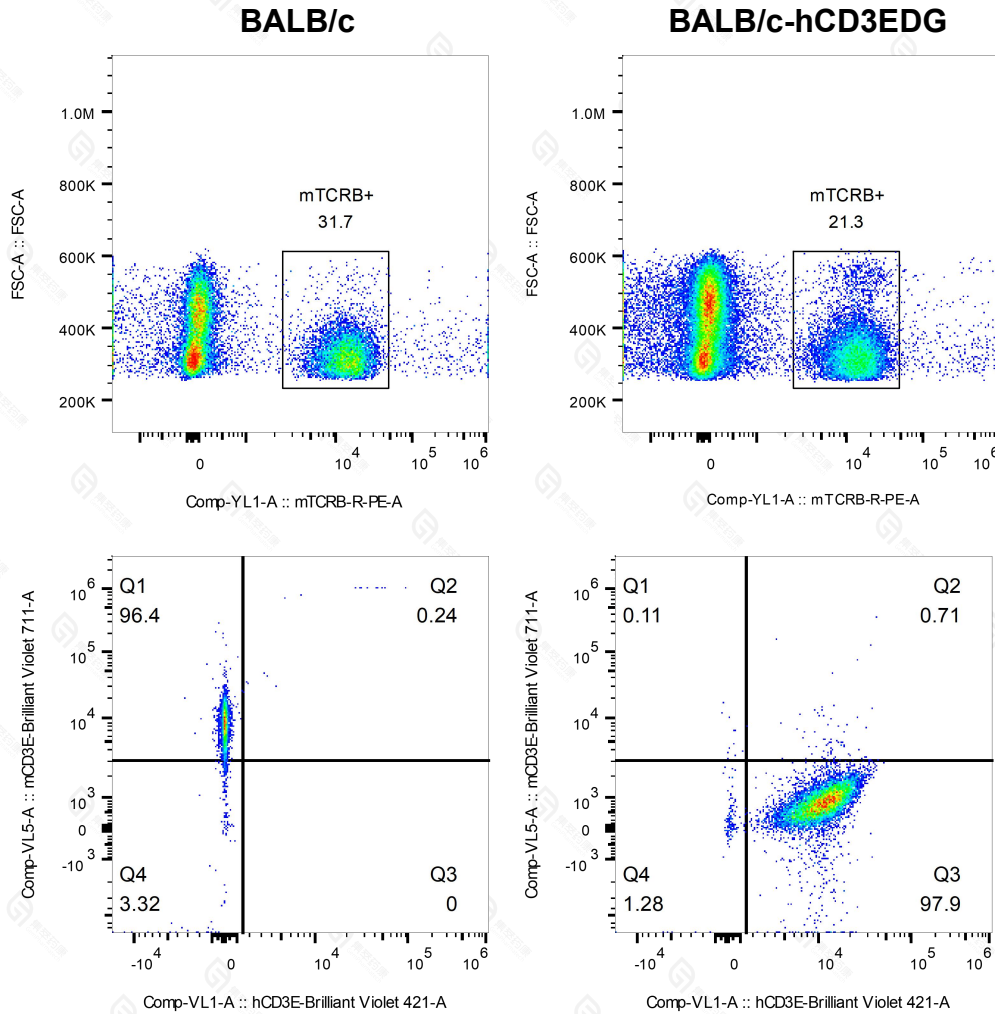 BALB/c
BALB/c-hCD3EDG
1.0M
800K
600K
400K
200K
FSC-A :: FSC-A
mTCRB+
31.7
0
10^4
10^5
10^6
Comp-YL1-A :: mTCRB-R-PE-A
1.0M
800K
600K
400K
200K
FSC-A :: FSC-A
mTCRB+
21.3
0
10^4
10^5
10^6
Comp-YL1-A :: mTCRB-R-PE-A
10^6
10^5
10^4
10^3
0
-10^3
Comp-VL5-A :: mCD3E-Brilliant Violet 711-A
Q1
96.4
Q2
0.24
Q4
3.32
Q3
0
-10^4
0
10^4
10^5
10^6
Comp-VL1-A :: hCD3E-Brilliant Violet 421-A
10^6
10^5
10^4
10^3
0
-10^3
Comp-VL5-A :: mCD3E-Brilliant Violet 711-A
Q1
0.11
Q2
0.71
Q4
1.28
Q3
97.9
-10^4
0
10^4
10^5
10^6
Comp-VL1-A :: hCD3E-Brilliant Violet 421-A